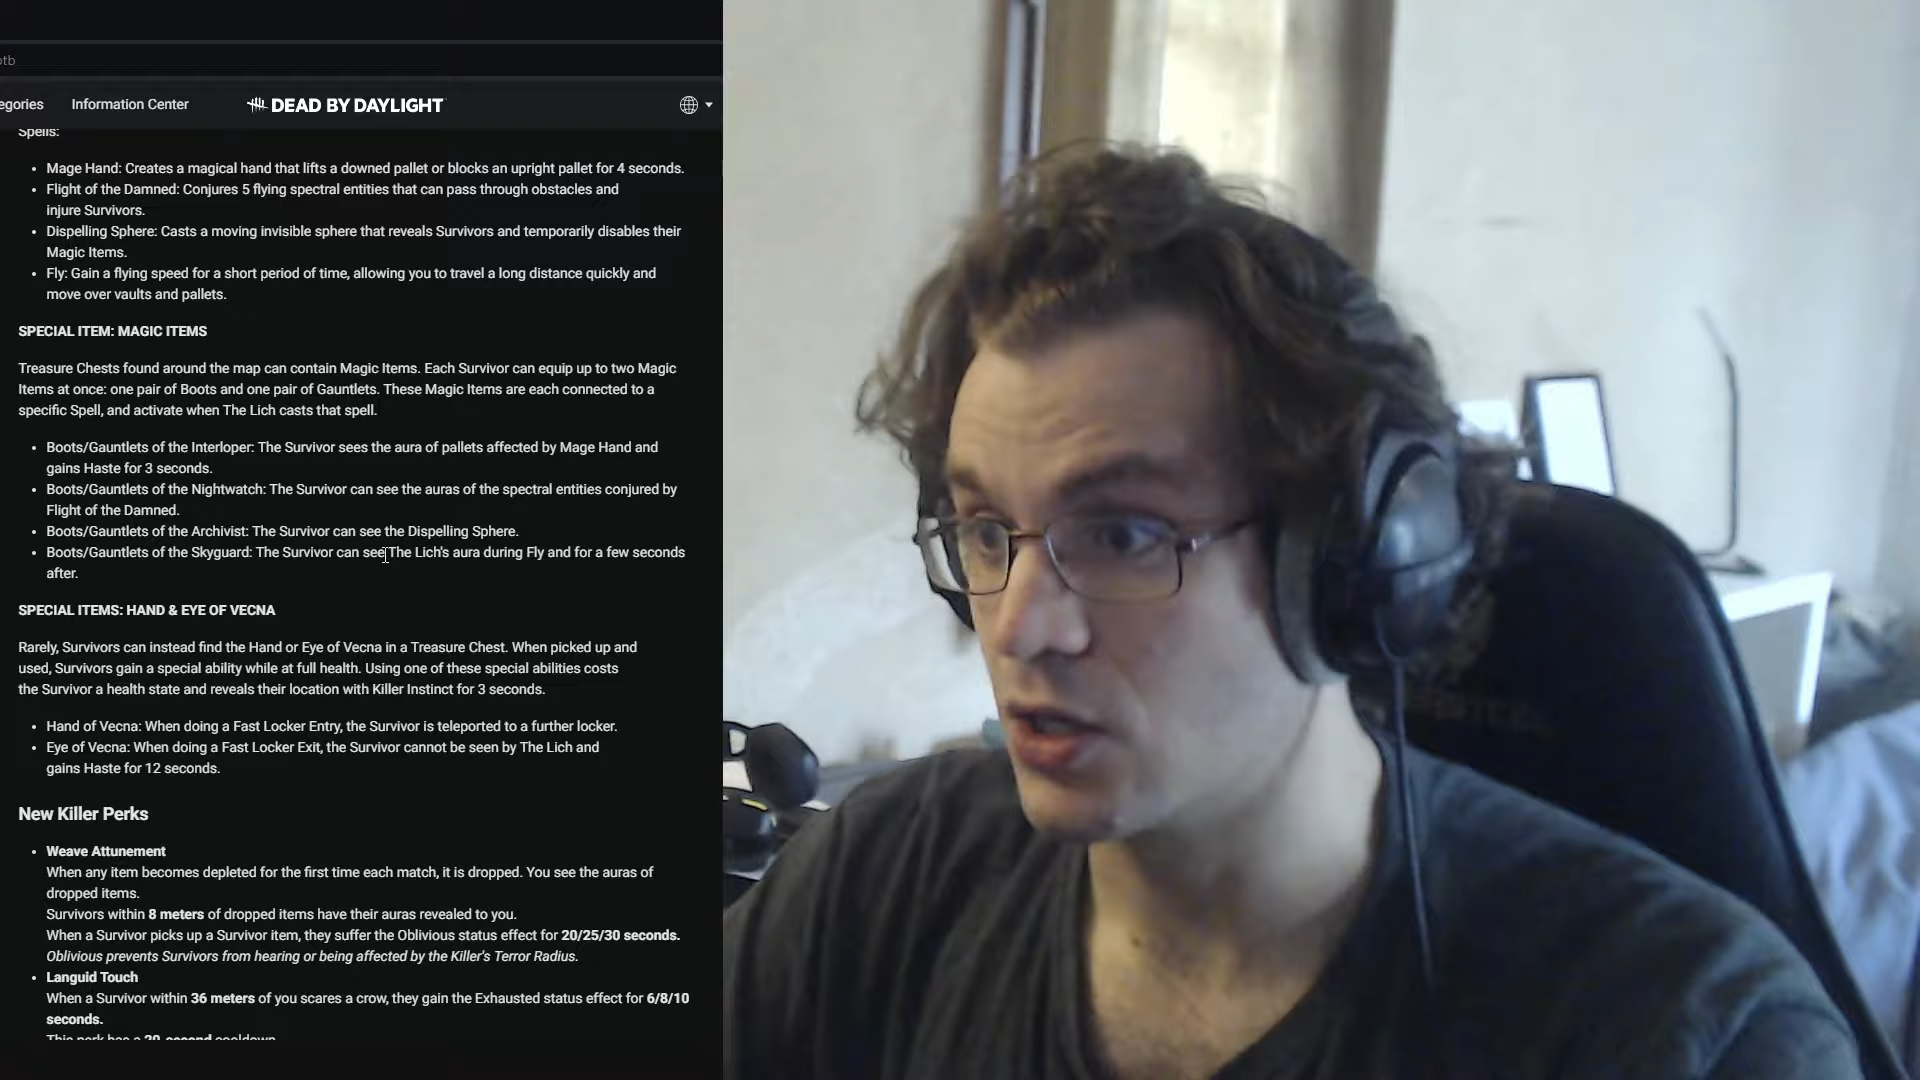 otb
egories
Information Center
DEAD BY DAYLIGHT
Spells:
• Mage Hand: Creates a magical hand that lifts a downed pallet or blocks an upright pallet for 4 seconds.
• Flight of the Damned: Conjures 5 flying spectral entities that can pass through obstacles and
injure Survivors.
• Dispelling Sphere: Casts a moving invisible sphere that reveals Survivors and temporarily disables their
Magic Items.
• Fly: Gain a flying speed for a short period of time, allowing you to travel a long distance quickly and
move over vaults and pallets.
SPECIAL ITEM: MAGIC ITEMS
Treasure Chests found around the map can contain Magic Items. Each Survivor can equip up to two Magic
Items at once: one pair of Boots and one pair of Gauntlets. These Magic Items are each connected to a
specific Spell, and activate when The Lich casts that spell.
• Boots/Gauntlets of the Interloper: The Survivor sees the aura of pallets affected by Mage Hand and
gains Haste for 3 seconds.
• Boots/Gauntlets of the Nightwatch: The Survivor can see the auras of the spectral entities conjured by
Flight of the Damned.
• Boots/Gauntlets of the Archivist: The Survivor can see the Dispelling Sphere.
• Boots/Gauntlets of the Skyguard: The Survivor can see The Lich's aura during Fly and for a few seconds
after.
SPECIAL ITEMS: HAND & EYE OF VECNA
Rarely, Survivors can instead find the Hand or Eye of Vecna in a Treasure Chest. When picked up and
used, Survivors gain a special ability while at full health. Using one of these special abilities costs
the Survivor a health state and reveals their location with Killer Instinct for 3 seconds.
• Hand of Vecna: When doing a Fast Locker Entry, the Survivor is teleported to a further locker.
• Eye of Vecna: When doing a Fast Locker Exit, the Survivor cannot be seen by The Lich and
gains Haste for 12 seconds.
New Killer Perks
• Weave Attunement
When any item becomes depleted for the first time each match, it is dropped. You see the auras of
dropped items.
Survivors within 8 meters of dropped items have their auras revealed to you.
When a Survivor picks up a Survivor item, they suffer the Oblivious status effect for 20/25/30 seconds.
Oblivious prevents Survivors from hearing or being affected by the Killer's Terror Radius.
• Languid Touch
When a Survivor within 36 meters of you scares a crow, they gain the Exhausted status effect for 6/8/10
seconds.
This perk has a 20-second cooldown.